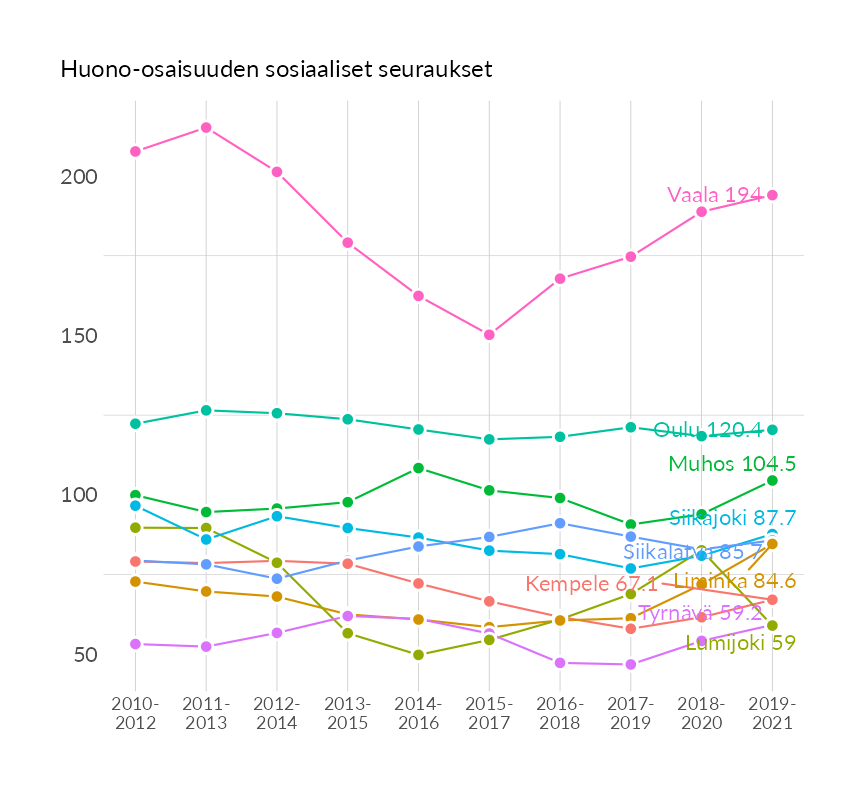 Huono-osaisuuden sosiaaliset seuraukset
200
Vaala 194
150
Oulu 120.4
Muhos 104.5
100
Siikajoki 87.7
Siikalatva 85.7
Liminka 84.6
Kempele 67.1
Tyrnävä 59.2
Lumijoki 59
50
2010- 2011- 2012- 2013- 2014- 2015- 2016- 2017- 2018- 2019-
2012 2013 2014 2015 2016 2017 2018 2019 2020 2021